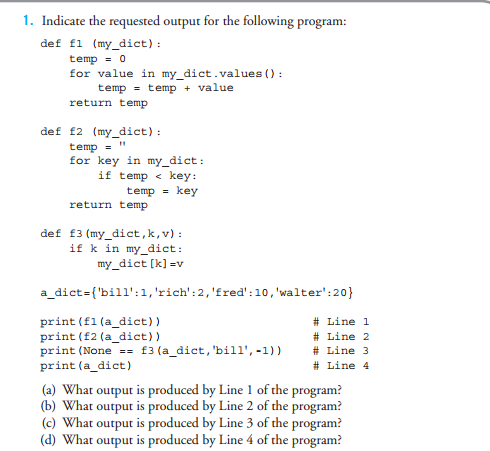 1. Indicate the requested output for the following program:
def f1 (my_dict):
temp = 0
for value in my_dict.values():
temp = temp + value
return temp
def f2 (my_dict):
temp = ''
for key in my_dict:
if temp < key:
temp = key
return temp
def f3(my_dict,k,v):
if k in my_dict:
my_dict[k]=v
a_dict={'bill':1,'rich':2,'fred':10,'walter':20}
print(f1(a_dict)) # Line 1
print(f2(a_dict)) # Line 2
print(None == f3(a_dict,'bill',-1)) # Line 3
print(a_dict) # Line 4
(a) What output is produced by Line 1 of the program?
(b) What output is produced by Line 2 of the program?
(c) What output is produced by Line 3 of the program?
(d) What output is produced by Line 4 of the program?